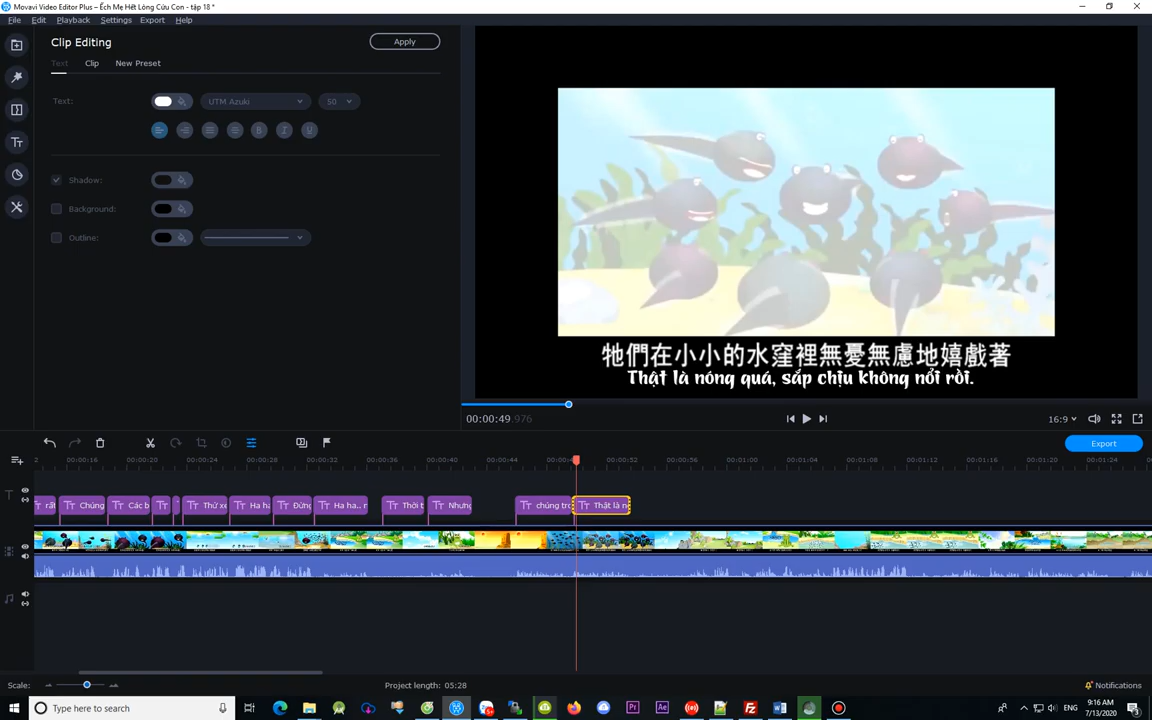 Movavi Video Editor Plus – Ếch Mẹ Hết Lòng Cứu Con - tập 18 *
File Edit Playback Settings Export Help
Clip Editing
Apply
Text Clip New Preset
Text: UTM Azuki 50
B I U
Shadow:
Background:
Outline:
牠們在小小的水窪裡無憂無慮地嬉戲著
Thật là nóng quá, sắp chịu không nổi rồi.
00:00:49.976
16:9
Export
00:00:16 00:00:20 00:00:24 00:00:28 00:00:32 00:00:36 00:00:40 00:00:44 00:00:52 00:00:56 00:01:00 00:01:04 00:01:08 00:01:12 00:01:16 00:01:20 00:01:24
rất Chúng Các b Thử xe Ha ha Đừng Ha ha.. r Thời t Nhưng chúng trc Thật là n
Scale:
Project length: 05:28
Notifications
Type here to search
Pr Ae
ENG
9:16 AM
7/13/2020